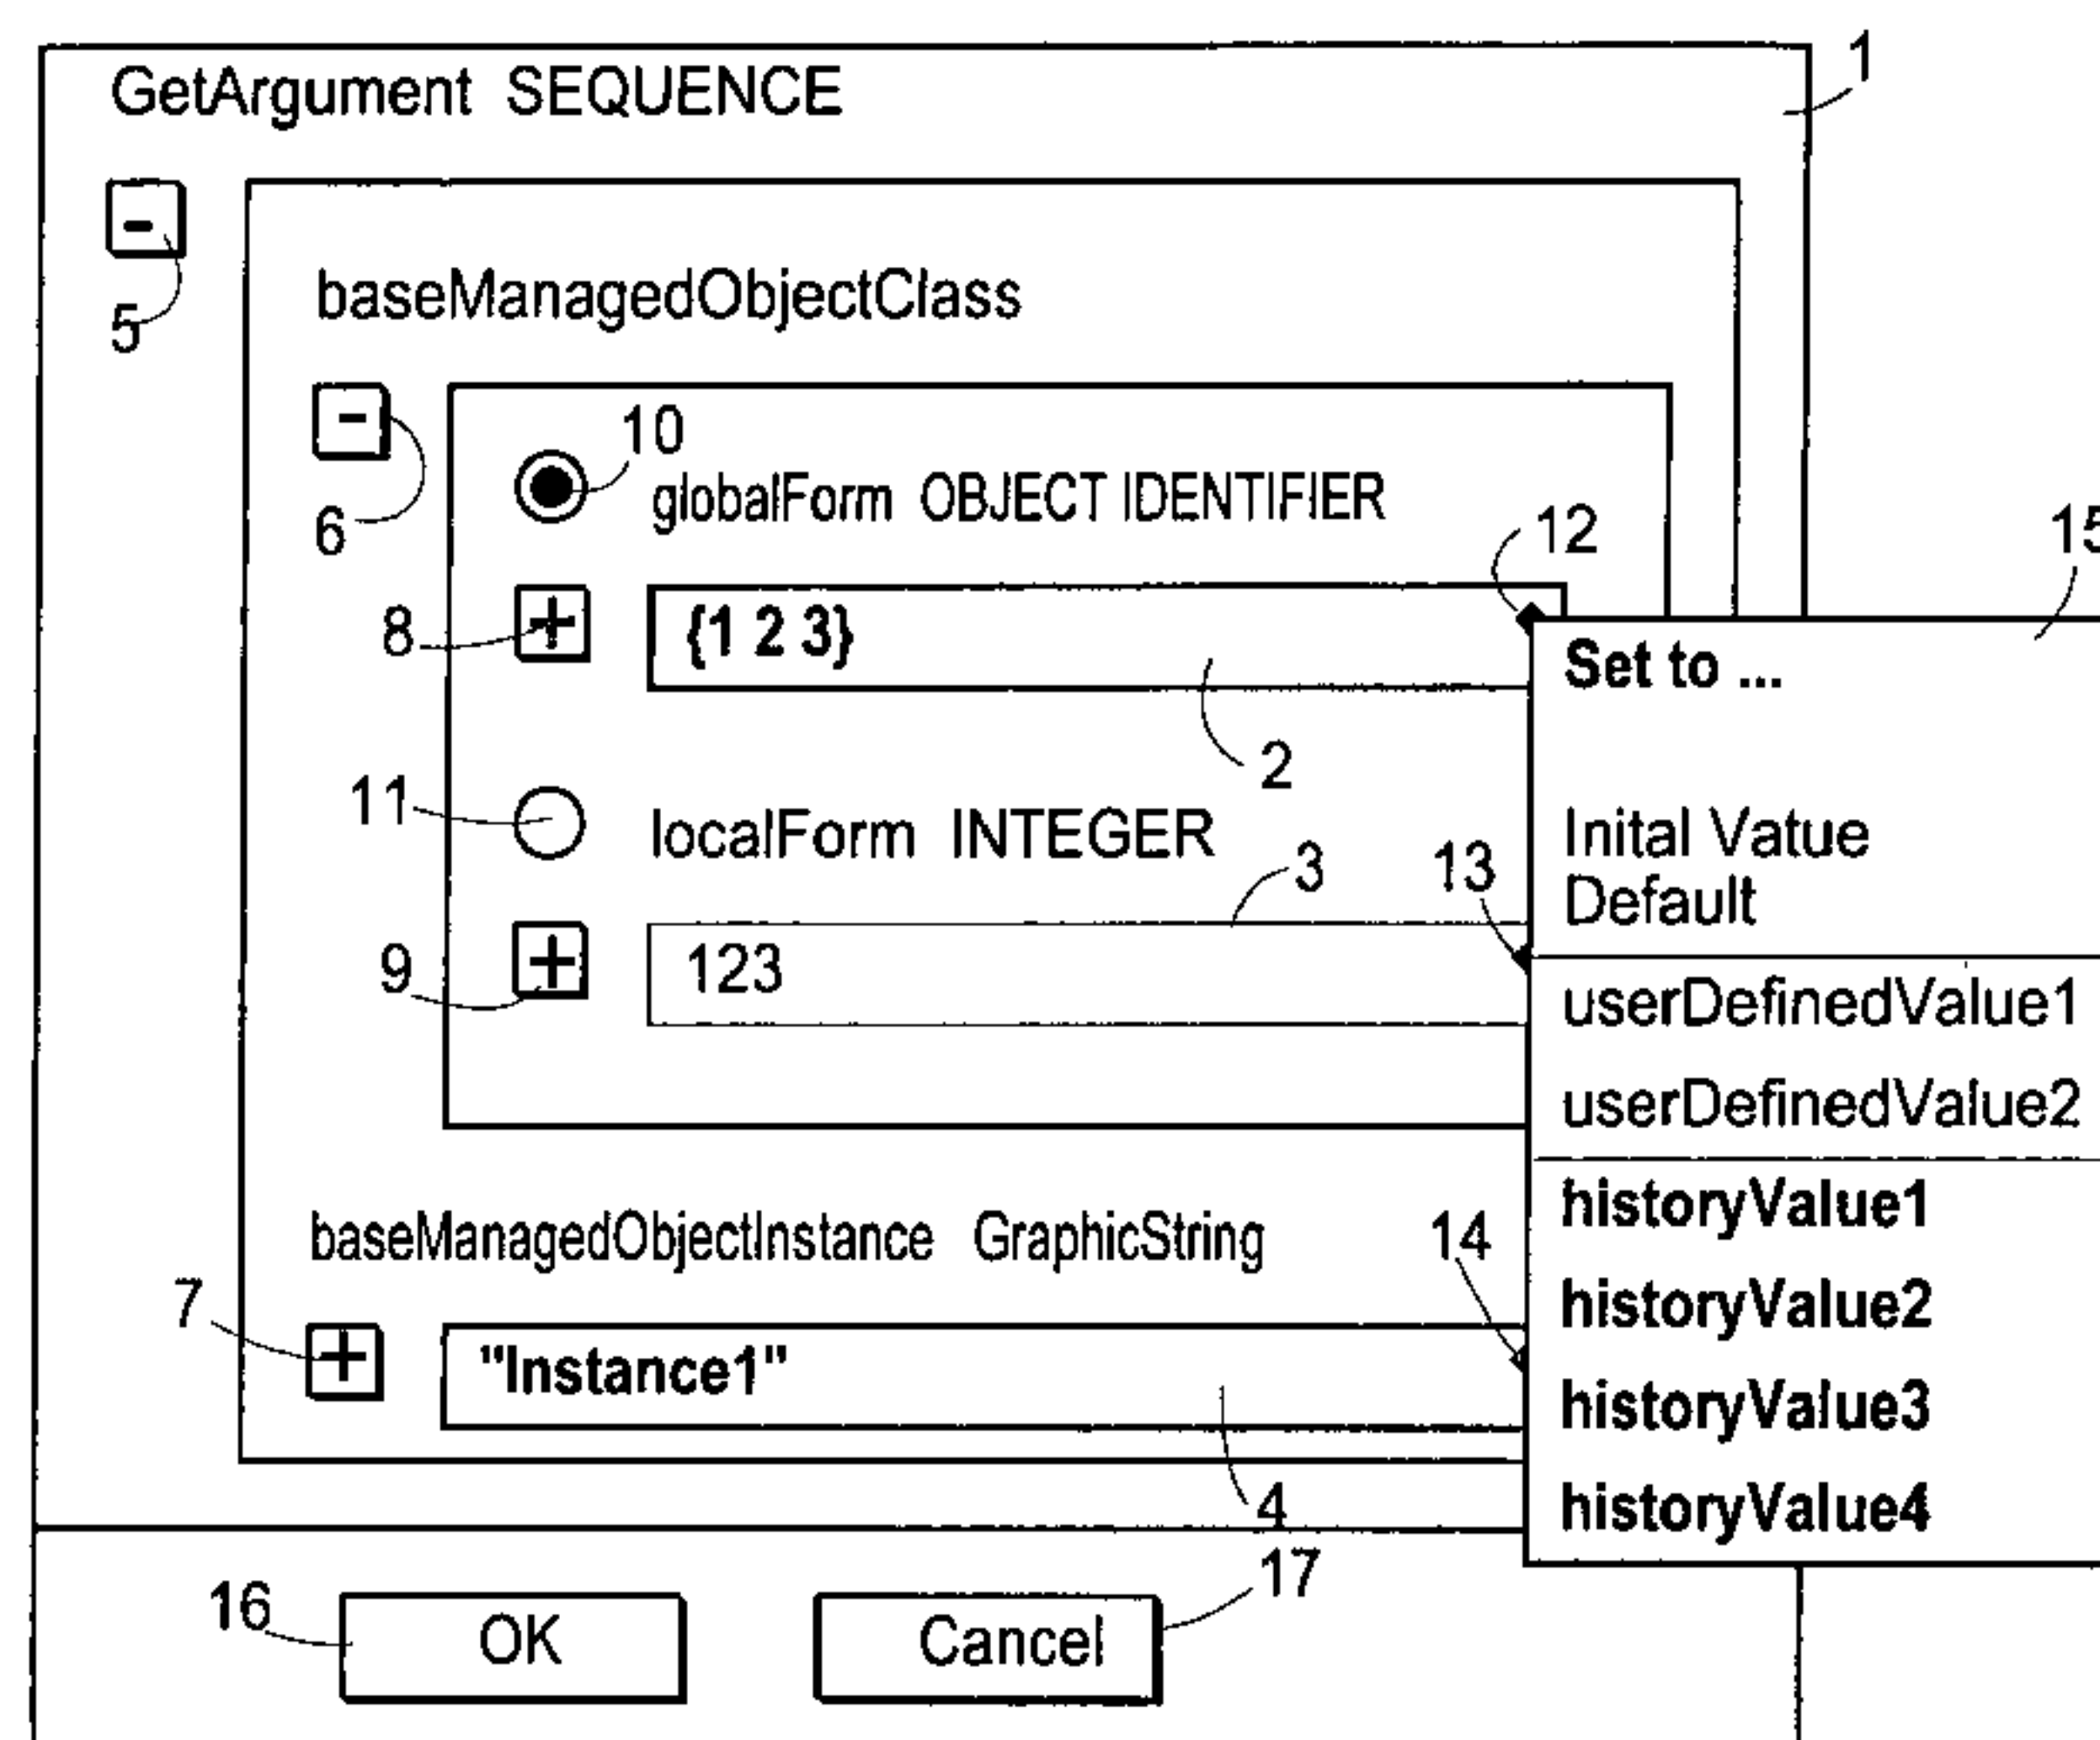 1
GetArgument SEQUENCE
-
5
baseManagedObjectClass
-
6
10
globalForm OBJECT IDENTIFIER
12
15
8
+
{1 2 3}
2
Set to ...
11
localForm INTEGER
3
13
Inital Vatue
Default
9
+
123
userDefinedValue1
userDefinedValue2
historyValue1
historyValue2
historyValue3
historyValue4
baseManagedObjectInstance GraphicString
14
7
+
"Instance1"
4
16
OK
Cancel
17